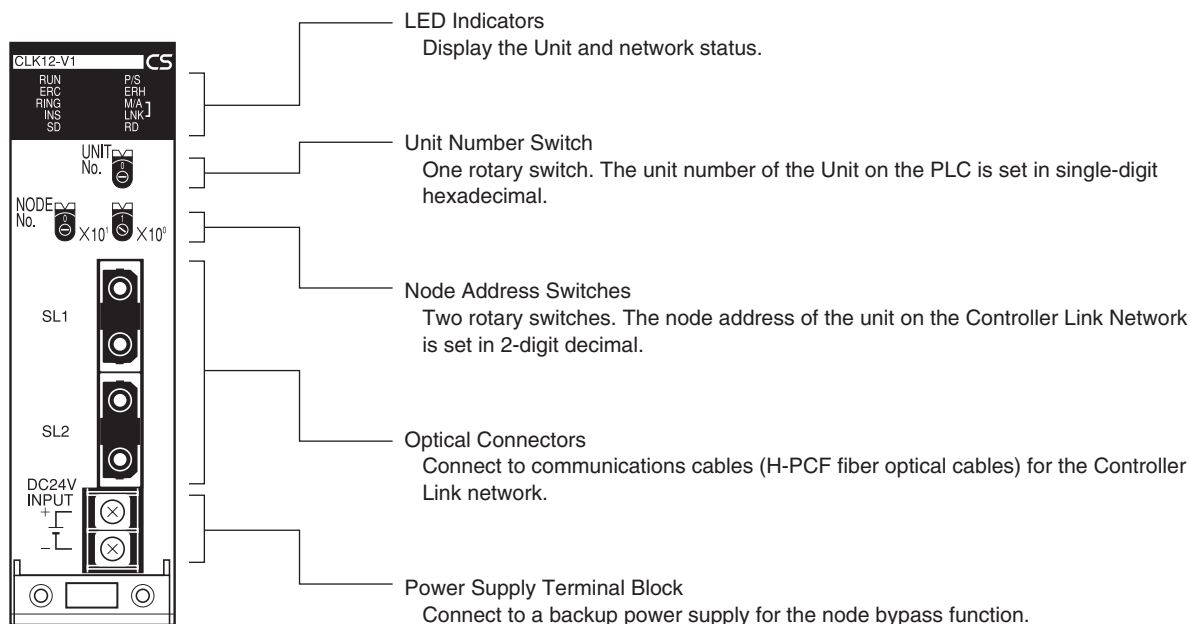 CLK12-V1 CS
RUN P/S
ERC ERH
RING M/A
INS LNK
SD RD
UNIT
No.
0
NODE
No.
0 ×10¹ 1 ×10⁰
SL1
SL2
DC24V
INPUT
+
−
LED Indicators
Display the Unit and network status.
Unit Number Switch
One rotary switch. The unit number of the Unit on the PLC is set in single-digit
hexadecimal.
Node Address Switches
Two rotary switches. The node address of the unit on the Controller Link Network
is set in 2-digit decimal.
Optical Connectors
Connect to communications cables (H-PCF fiber optical cables) for the Controller
Link network.
Power Supply Terminal Block
Connect to a backup power supply for the node bypass function.